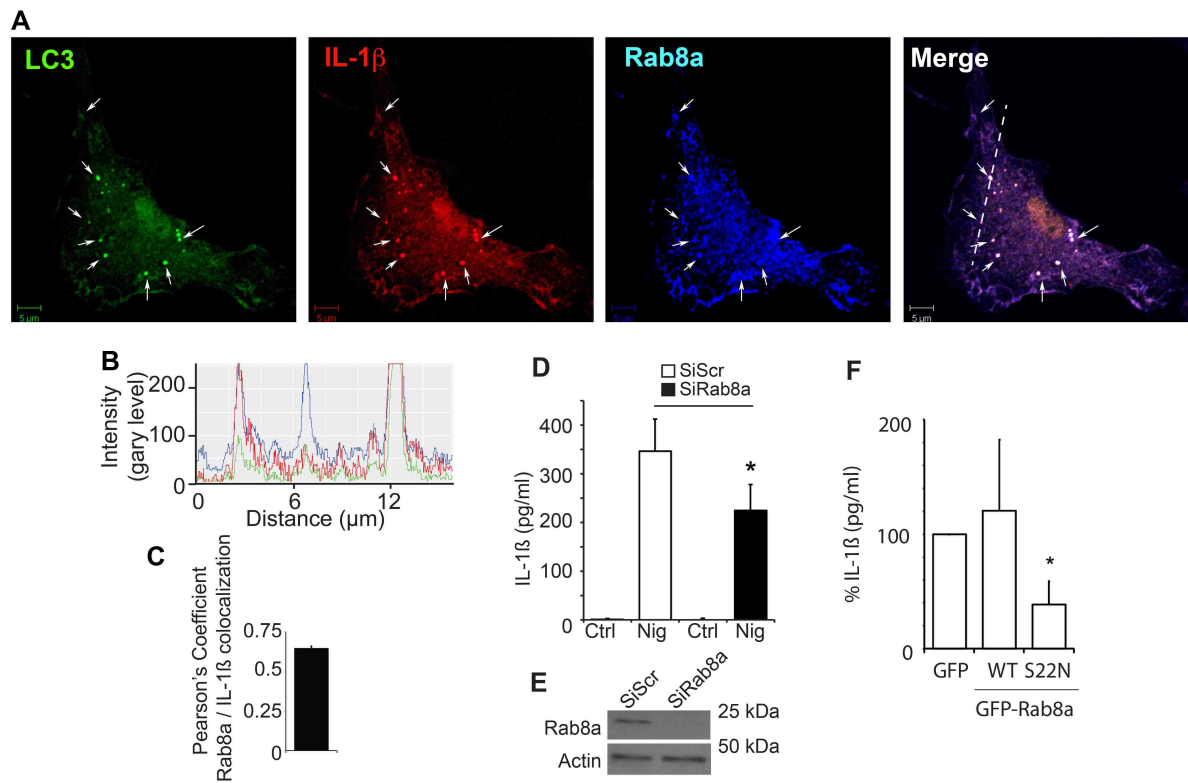 A
LC3
IL-1β
Rab8a
Merge
5 µm
5 µm
5 µm
5 µm
B
Intensity
(gary level)
200
100
0
0
6
12
Distance (µm)
C
Pearson's Coefficient
Rab8a / IL-1ß colocalization
0.75
0.5
0.25
0
D
SiScr
SiRab8a
IL-1ß (pg/ml)
400
300
200
100
0
*
Ctrl
Nig
Ctrl
Nig
E
SiScr
SiRab8a
Rab8a
25 kDa
50 kDa
Actin
F
% IL-1ß (pg/ml)
200
100
200
*
GFP
WT
S22N
GFP-Rab8a